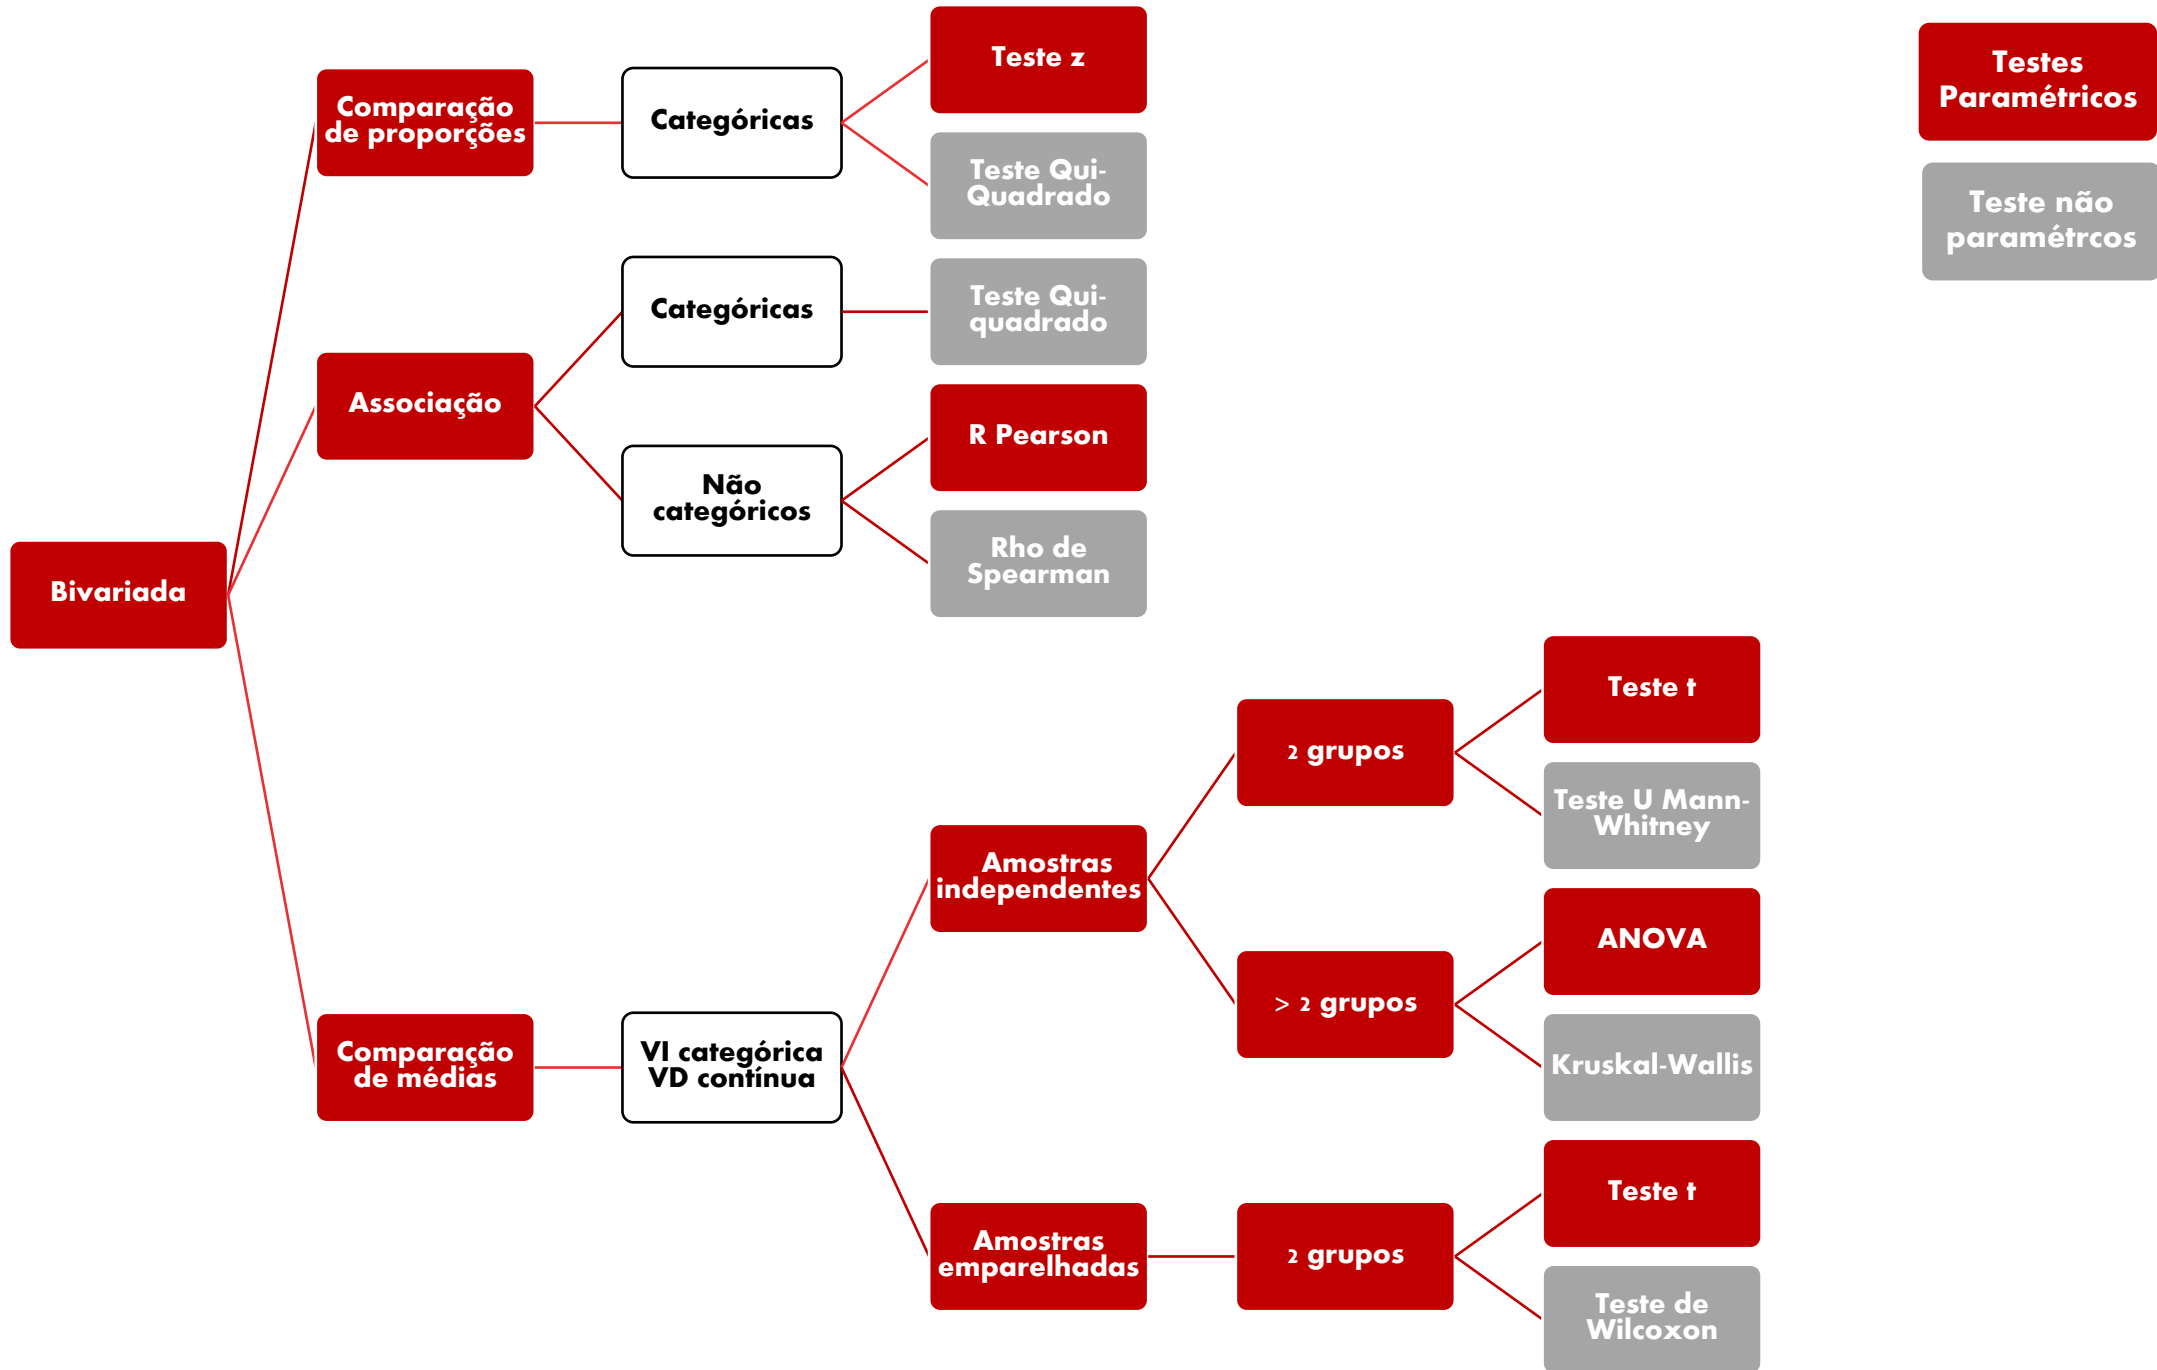 Teste z
Testes
Paramétricos
Comparação
de proporções
Categóricas
Teste Qui-
Quadrado
Teste não
paramétrcos
Categóricas
Teste Qui-
quadrado
Associação
R Pearson
Não
categóricos
Rho de
Spearman
Bivariada
Teste t
2 grupos
Teste U Mann-
Whitney
Amostras
independentes
ANOVA
> 2 grupos
Kruskal-Wallis
Comparação
de médias
VI categórica
VD contínua
Teste t
Amostras
emparelhadas
2 grupos
Teste de
Wilcoxon